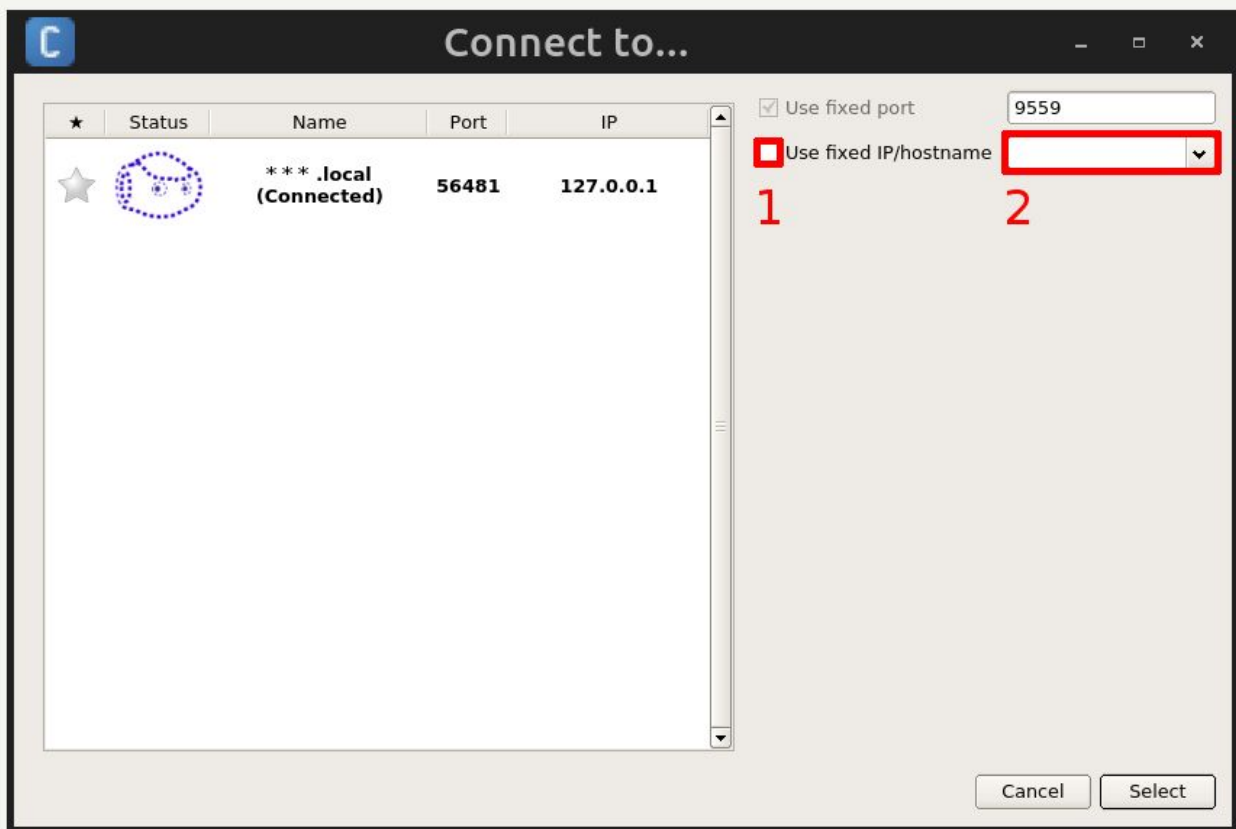 C
Connect to...
★ Status Name Port IP
* * * .local
(Connected)
56481 127.0.0.1
Use fixed port 9559
Use fixed IP/hostname
1 2
Cancel Select